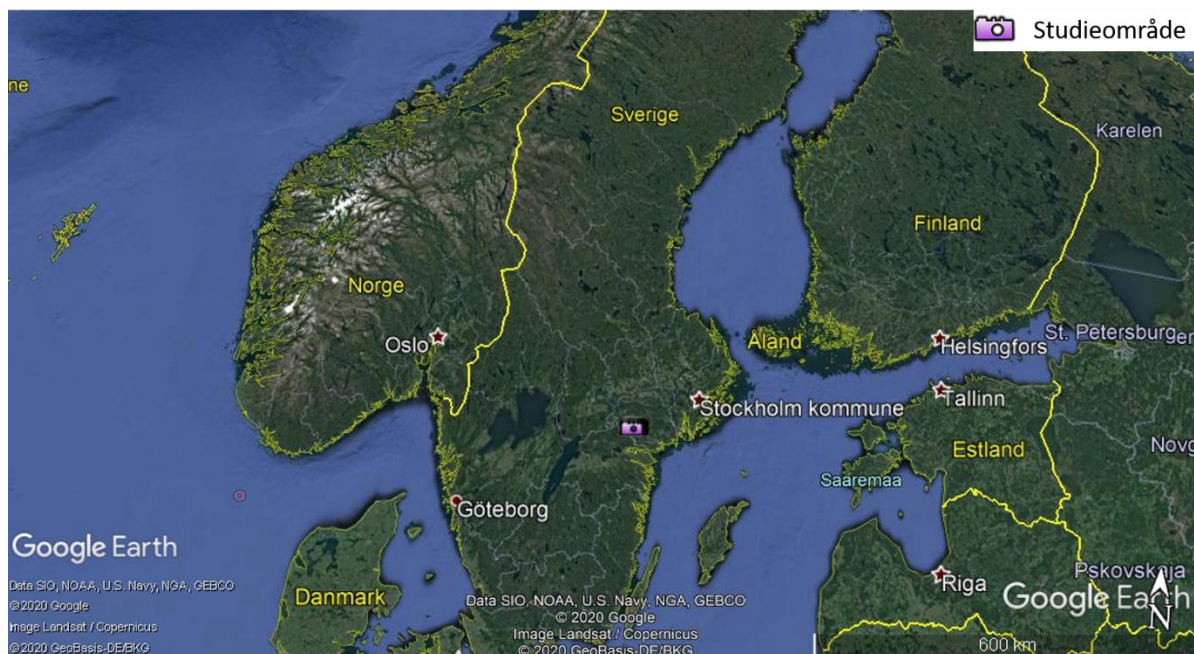 Studieområde
ne
Sverige
Karelen
Finland
Norge
Oslo
Åland
Helsingfors
St. Petersburg
Stockholm kommune
Tallinn
Estland
Saaremaa
Göteborg
Google Earth
Data SIO, NOAA, U.S. Navy, NGA, GEBCO
©2020 Google
Image Landsat / Copernicus
©2020 GeoBasis-DE/BKG
Danmark
Data SIO, NOAA, U.S. Navy, NGA, GEBCO
© 2020 Google
Image Landsat / Copernicus
© 2020 GeoBasis-DE/BKG
Riga
Pskovskaja
Google Earth
N
600 km